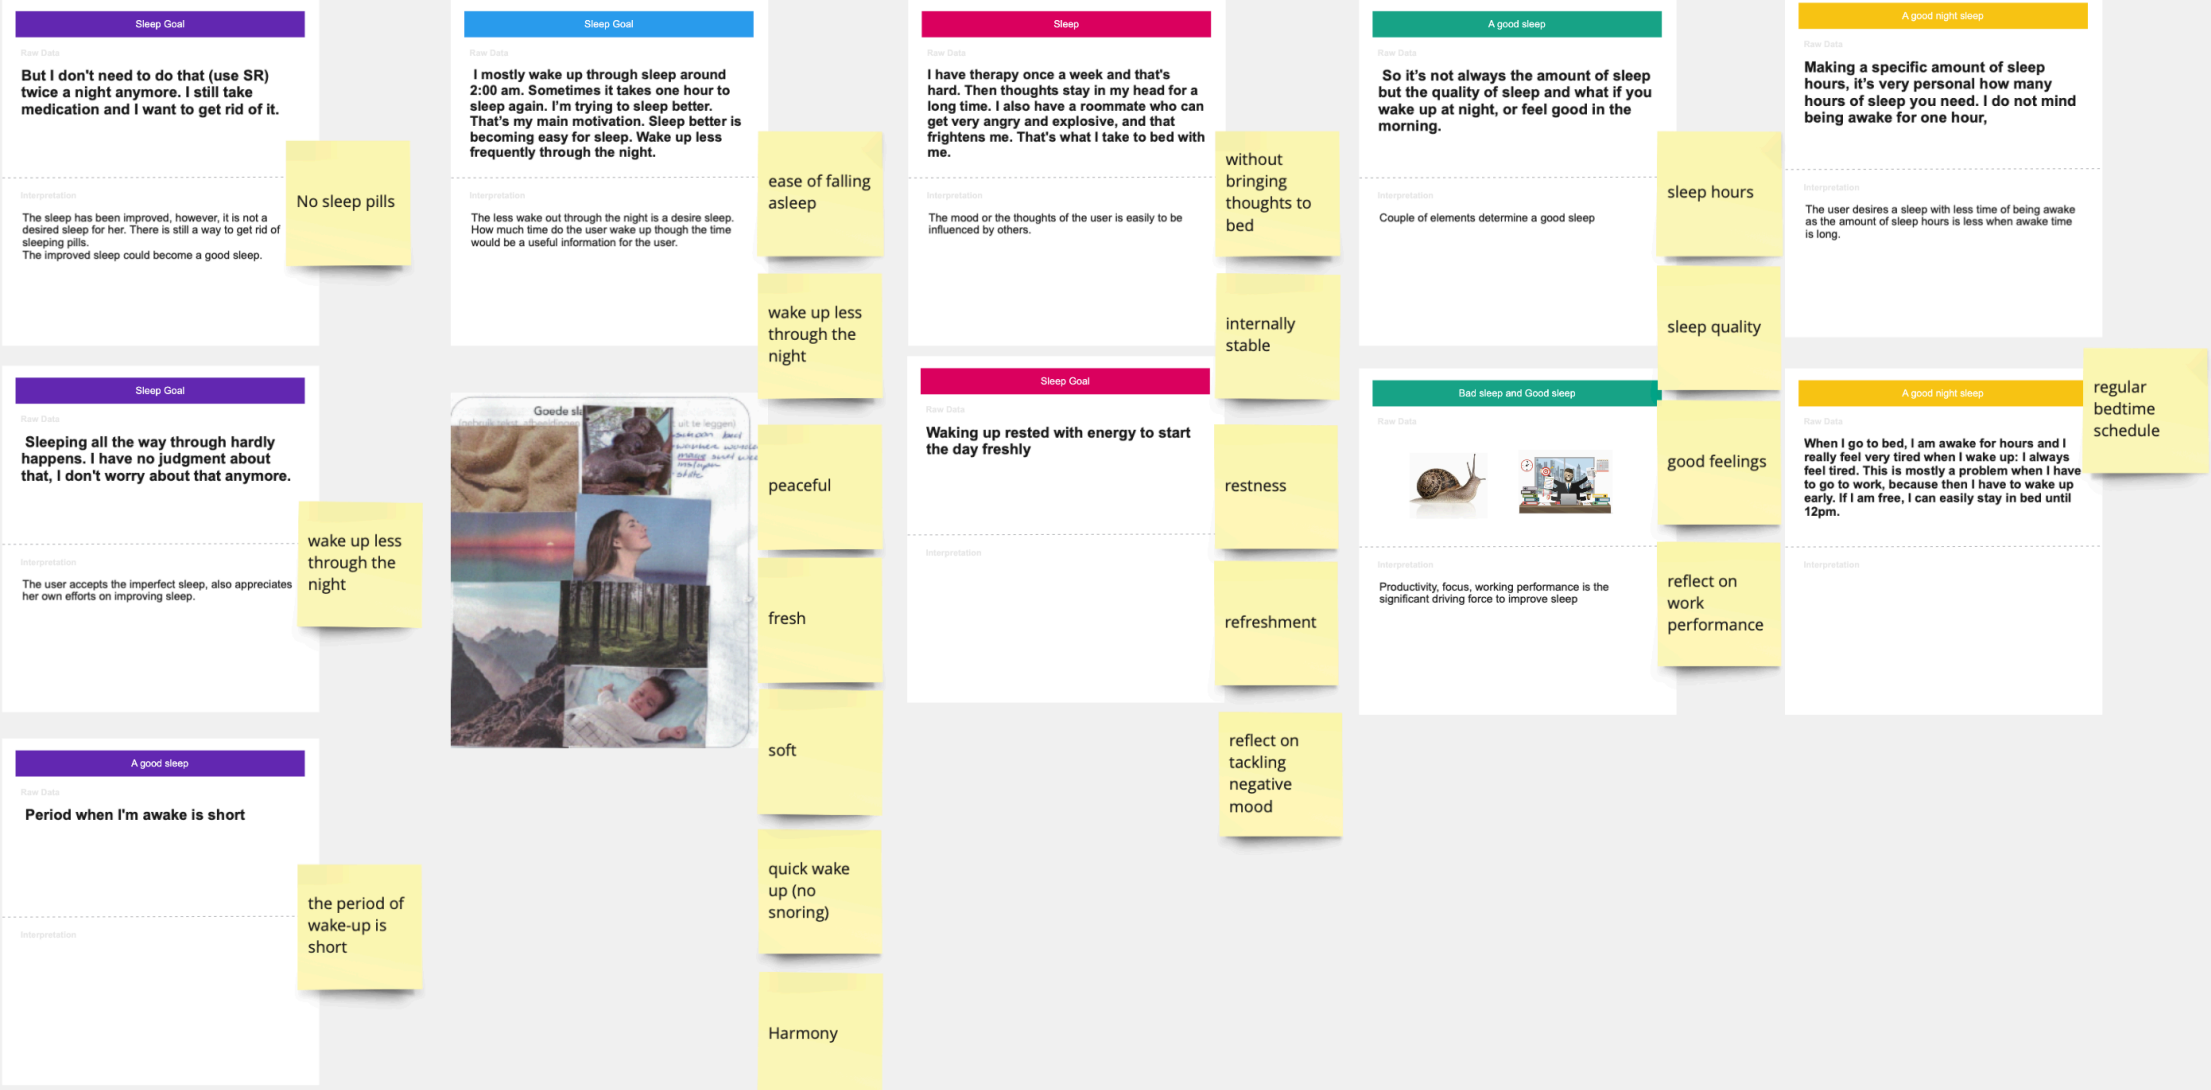 Sleep Goal
Raw Data
But I don't need to do that (use SR)
twice a night anymore. I still take
medication and I want to get rid of it.
Interpretation
The sleep has been improved, however, it is not a
desired sleep for her. There is still a way to get rid of
sleeping pills.
The improved sleep could become a good sleep.
No sleep pills
Sleep Goal
Raw Data
Sleeping all the way through hardly
happens. I have no judgment about
that, I don't worry about that anymore.
Interpretation
The user accepts the imperfect sleep, also appreciates
her own efforts on improving sleep.
wake up less
through the
night
A good sleep
Raw Data
Period when I'm awake is short
Interpretation
the period of
wake-up is
short
Sleep Goal
Raw Data
I mostly wake up through sleep around
2:00 am. Sometimes it takes one hour to
sleep again. I'm trying to sleep better.
That's my main motivation. Sleep better is
becoming easy for sleep. Wake up less
frequently through the night.
Interpretation
The less wake out through the night is a desire sleep.
How much time do the user wake up though the time
would be a useful information for the user.
ease of falling
asleep
wake up less
through the
night
Goede sla
uit te leggen)
peaceful
fresh
soft
quick wake
up (no
snoring)
Harmony
Sleep
Raw Data
I have therapy once a week and that's
hard. Then thoughts stay in my head for a
long time. I also have a roommate who can
get very angry and explosive, and that
frightens me. That's what I take to bed with
me.
Interpretation
The mood or the thoughts of the user is easily to be
influenced by others.
without
bringing
thoughts to
bed
internally
stable
Sleep Goal
Raw Data
Waking up rested with energy to start
the day freshly
Interpretation
restness
refreshment
reflect on
tackling
negative
mood
A good sleep
Raw Data
So it's not always the amount of sleep
but the quality of sleep and what if you
wake up at night, or feel good in the
morning.
Interpretation
Couple of elements determine a good sleep
sleep hours
sleep quality
Bad sleep and Good sleep
Raw Data
Interpretation
Productivity, focus, working performance is the
significant driving force to improve sleep
good feelings
reflect on
work
performance
A good night sleep
Raw Data
Making a specific amount of sleep
hours, it's very personal how many
hours of sleep you need. I do not mind
being awake for one hour,
Interpretation
The user desires a sleep with less time of being awake
as the amount of sleep hours is less when awake time
is long.
A good night sleep
Raw Data
When I go to bed, I am awake for hours and I
really feel very tired when I wake up: I always
feel tired. This is mostly a problem when I have
to go to work, because then I have to wake up
early. If I am free, I can easily stay in bed until
12pm.
Interpretation
regular
bedtime
schedule